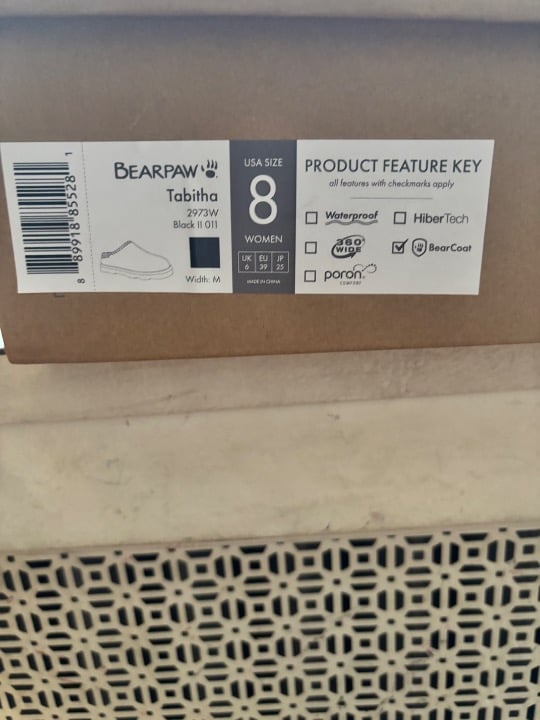 8 89918 85528 1
BEARPAW
Tabitha
2973W
Black II 011
Width: M
USA SIZE
8
WOMEN
UK EU JP
6 39 25
MADE IN CHINA
PRODUCT FEATURE KEY
all features with checkmarks apply
Waterproof HiberTech
360° WIDE BearCoat
poron
COMFORT